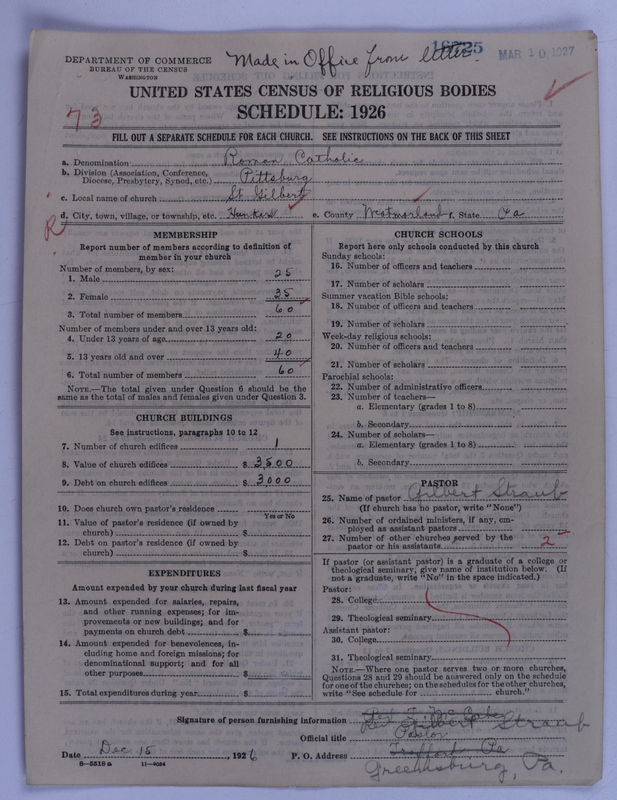 16825
DEPARTMENT OF COMMERCE
BUREAU OF THE CENSUS
WASHINGTON
Made in Office from letter.
MAR 10 1927
UNITED STATES CENSUS OF RELIGIOUS BODIES
SCHEDULE: 1926
73
FILL OUT A SEPARATE SCHEDULE FOR EACH CHURCH. SEE INSTRUCTIONS ON THE BACK OF THIS SHEET
a. Denomination Roman Catholic
b. Division (Association, Conference, Diocese, Presbytery, Synod, etc.) Pittsburg
c. Local name of church St Gilbert
d. City, town, village, or township, etc. Hunkers e. County Westmorland f. State Pa
R
MEMBERSHIP
Report number of members according to definition of
member in your church
Number of members, by sex:
1. Male 25
2. Female 35
3. Total number of members 60
Number of members under and over 13 years old:
4. Under 13 years of age 20
5. 13 years old and over 40
6. Total number of members 60
NOTE.—The total given under Question 6 should be the
same as the total of males and females given under Question 3.
CHURCH BUILDINGS
See instructions, paragraphs 10 to 12
7. Number of church edifices 1
8. Value of church edifices $ 3,500
9. Debt on church edifices $ 3,000
10. Does church own pastor's residence
Yes or No
11. Value of pastor's residence (if owned by
church) $
12. Debt on pastor's residence (if owned by
church) $
EXPENDITURES
Amount expended by your church during last fiscal year
13. Amount expended for salaries, repairs,
and other running expenses; for im-
provements or new buildings; and for
payments on church debt $
14. Amount expended for benevolences, in-
cluding home and foreign missions; for
denominational support; and for all
other purposes $
15. Total expenditures during year $
CHURCH SCHOOLS
Report here only schools conducted by this church
Sunday schools:
16. Number of officers and teachers
17. Number of scholars
Summer vacation Bible schools:
18. Number of officers and teachers
19. Number of scholars
Week-day religious schools:
20. Number of officers and teachers
21. Number of scholars
Parochial schools:
22. Number of administrative officers
23. Number of teachers—
a. Elementary (grades 1 to 8)
b. Secondary
24. Number of scholars—
a. Elementary (grades 1 to 8)
b. Secondary
PASTOR
25. Name of pastor Gilbert Straub
(If church has no pastor, write "None")
26. Number of ordained ministers, if any, em-
ployed as assistant pastors
27. Number of other churches served by the
pastor or his assistants 2
If pastor (or assistant pastor) is a graduate of a college or
theological seminary, give name of institution below. (If
not a graduate, write "No" in the space indicated.)
Pastor:
28. College
29. Theological seminary
Assistant pastor:
30. College
31. Theological seminary
NOTE.—Where one pastor serves two or more churches,
Questions 28 and 29 should be answered only on the schedule
for one of the churches; on the schedules for the other churches,
write "See schedule for church."
Signature of person furnishing information Gilbert Straub
Official title Pastor
Date Dec 15, 1926 P. O. Address Trafford Pa
8—5518a 11—9034
Greensburg, Pa.